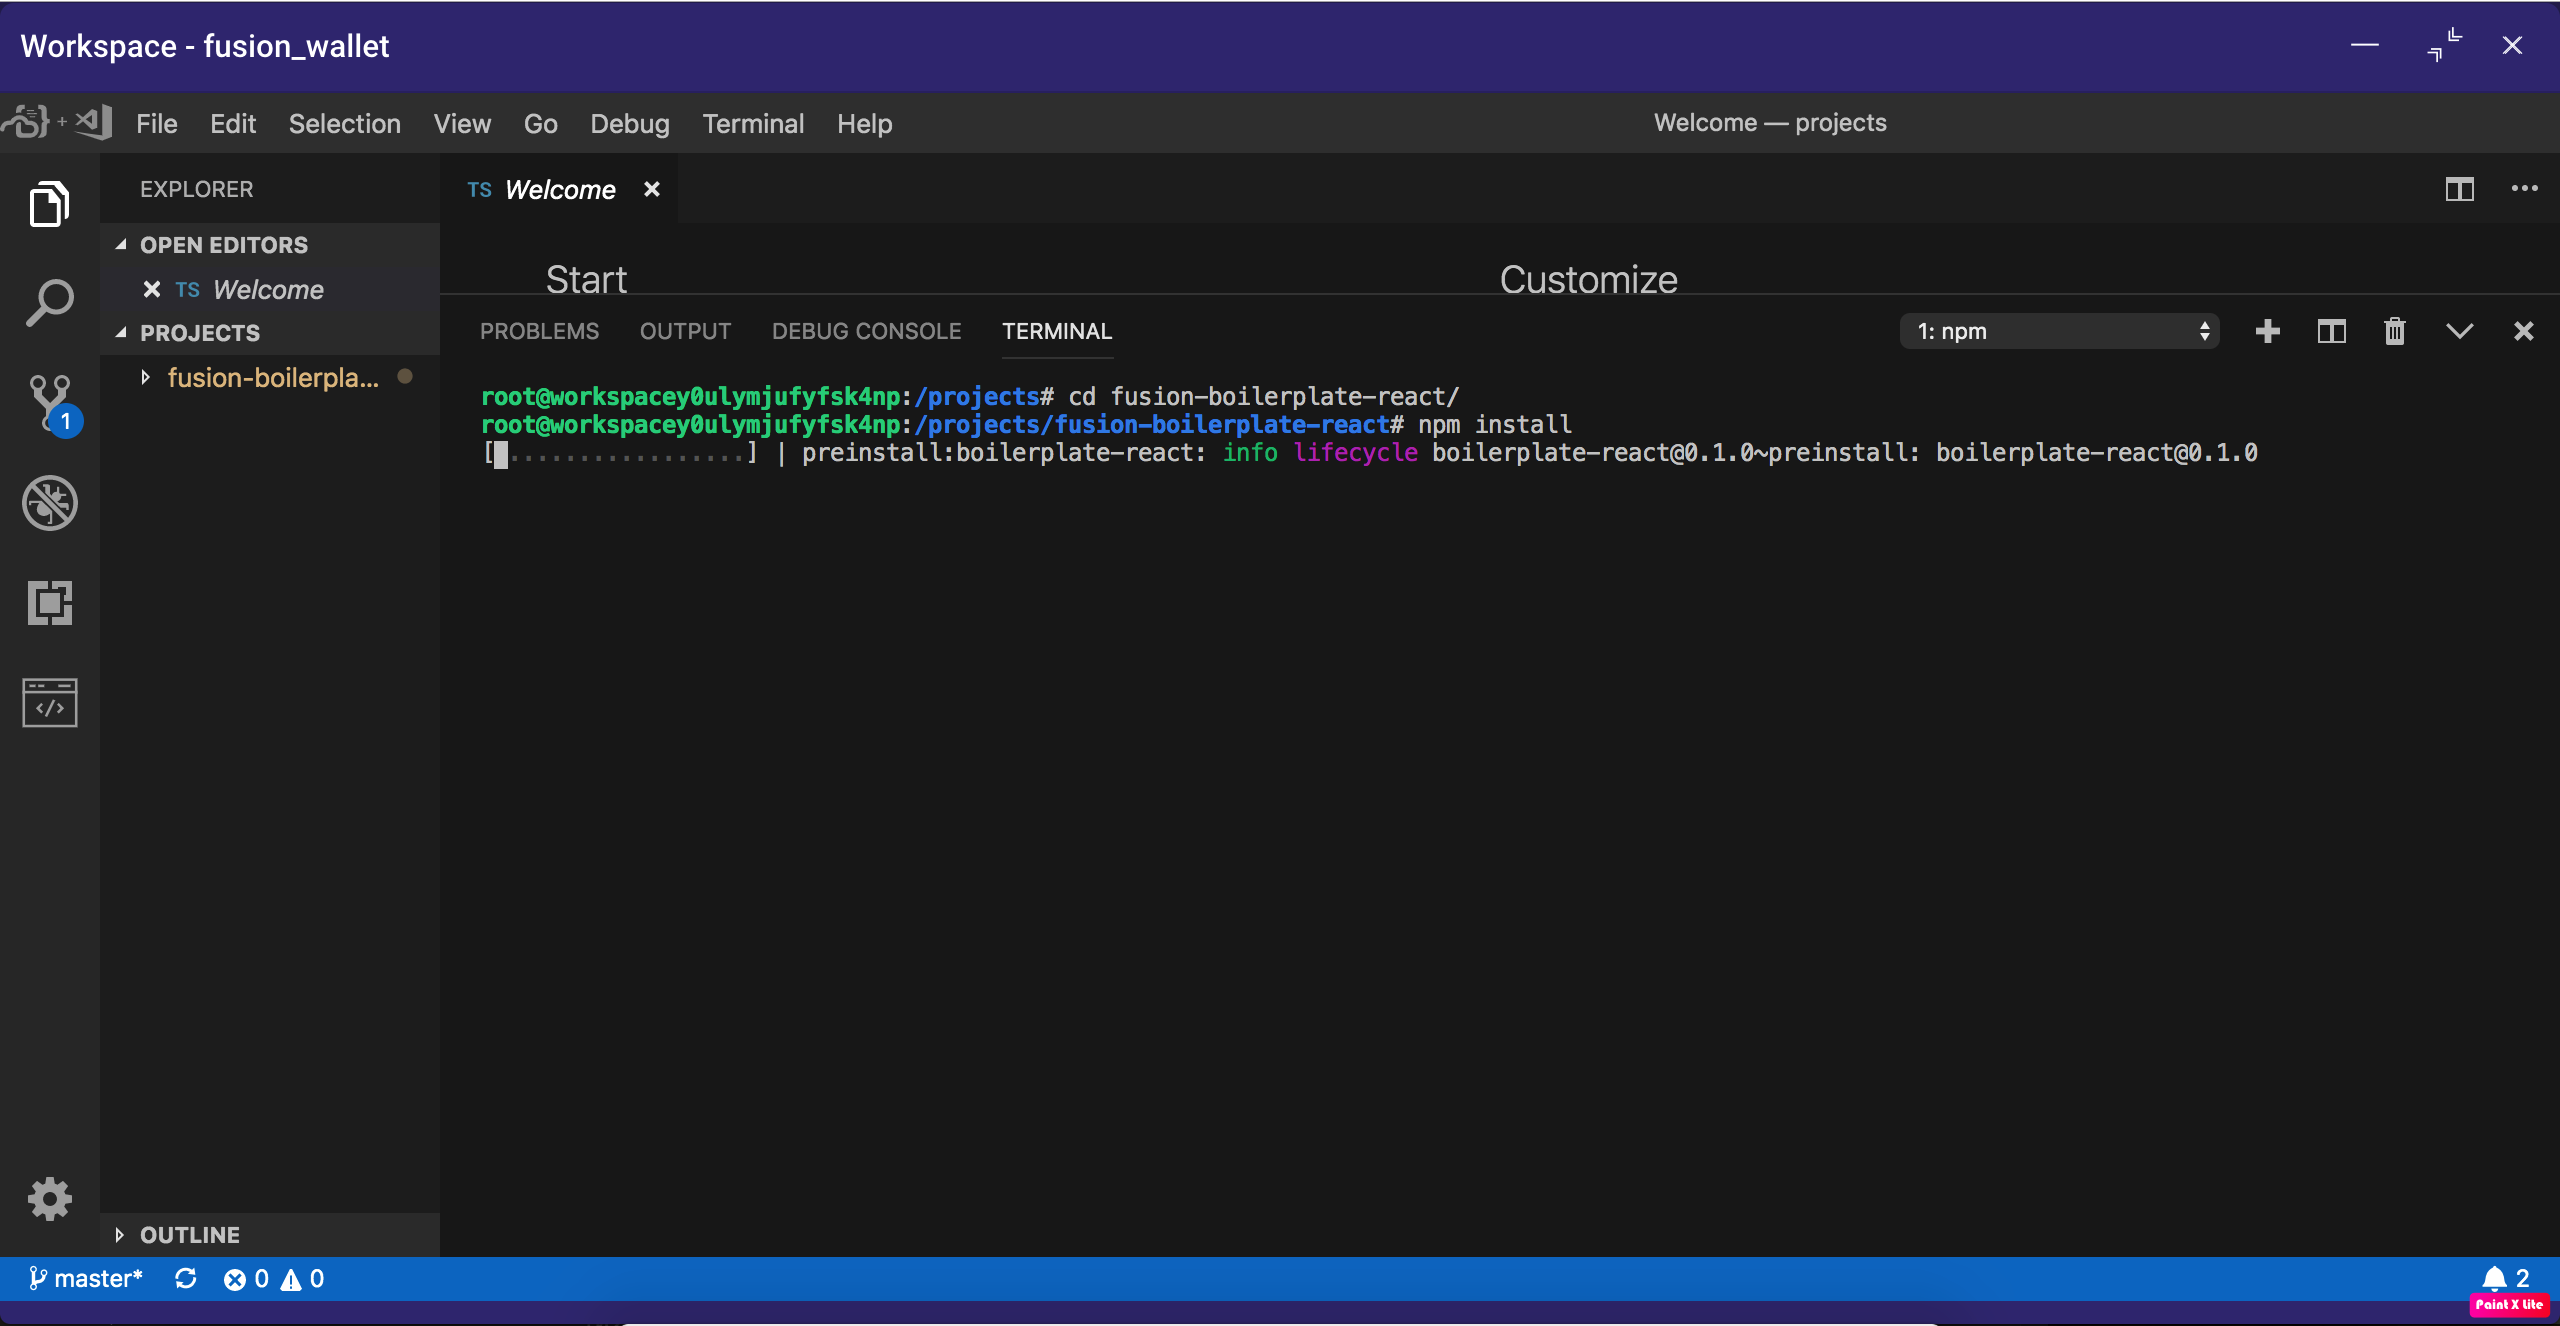 Workspace - fusion_wallet
File Edit Selection View Go Debug Terminal Help
Welcome — projects
EXPLORER
TS Welcome
OPEN EDITORS
TS Welcome
PROJECTS
fusion-boilerpla...
1
Start
Customize
PROBLEMS OUTPUT DEBUG CONSOLE TERMINAL
1: npm
root@workspacey0ulymjufyfsk4np:/projects# cd fusion-boilerplate-react/
root@workspacey0ulymjufyfsk4np:/projects/fusion-boilerplate-react# npm install
[ .................] | preinstall:boilerplate-react: info lifecycle boilerplate-react@0.1.0~preinstall: boilerplate-react@0.1.0
OUTLINE
master* 0 0
2
Paint X Lite